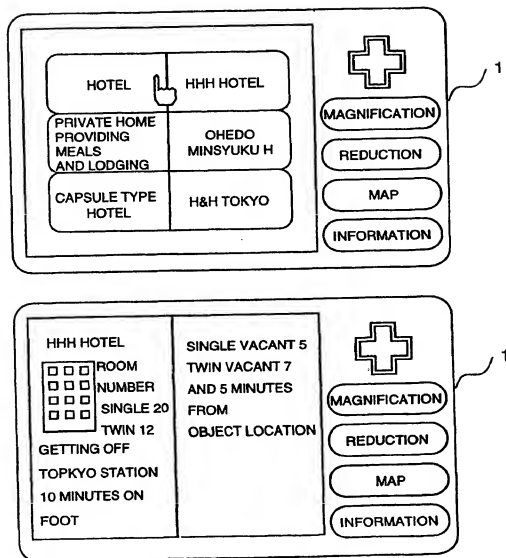 HOTEL
HHH HOTEL
PRIVATE HOME
PROVIDING
MEALS
AND LODGING
OHEDO
MINSYUKU H
CAPSULE TYPE
HOTEL
H&H TOKYO
MAGNIFICATION
REDUCTION
MAP
INFORMATION
1
HHH HOTEL
ROOM
NUMBER
SINGLE 20
TWIN 12
GETTING OFF
TOPKYO STATION
10 MINUTES ON
FOOT
SINGLE VACANT 5
TWIN VACANT 7
AND 5 MINUTES
FROM
OBJECT LOCATION
MAGNIFICATION
REDUCTION
MAP
INFORMATION
1